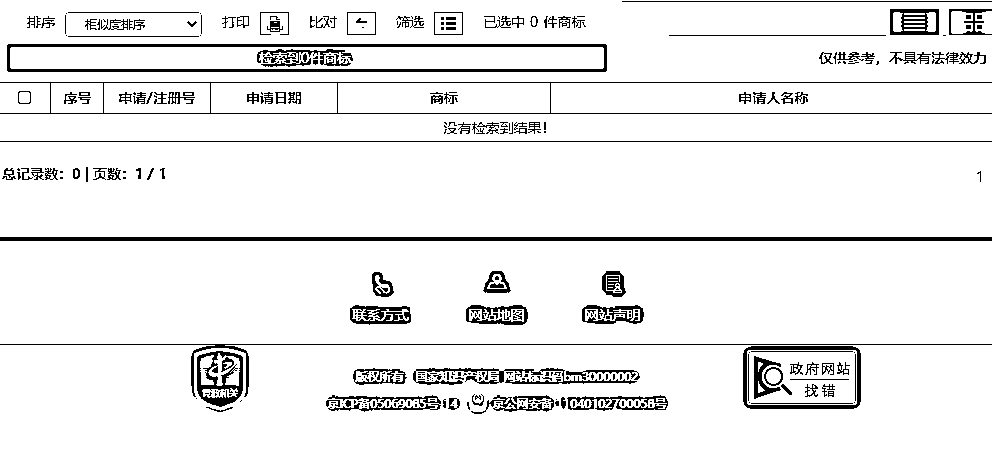 排序 相似度排序 打印 比对 筛选 已选中 0 件商标
检索到0件商标
仅供参考，不具有法律效力
序号 申请/注册号 申请日期 商标 申请人名称
没有检索到结果!
总记录数：0 | 页数：1 / 1
1
联系方式 网站地图 网站声明
党政机关
版权所有 国家知识产权局 网站标识码bm30000002
京ICP备05069085号-14 京公网安备 11040102700058号
政府网站
找错